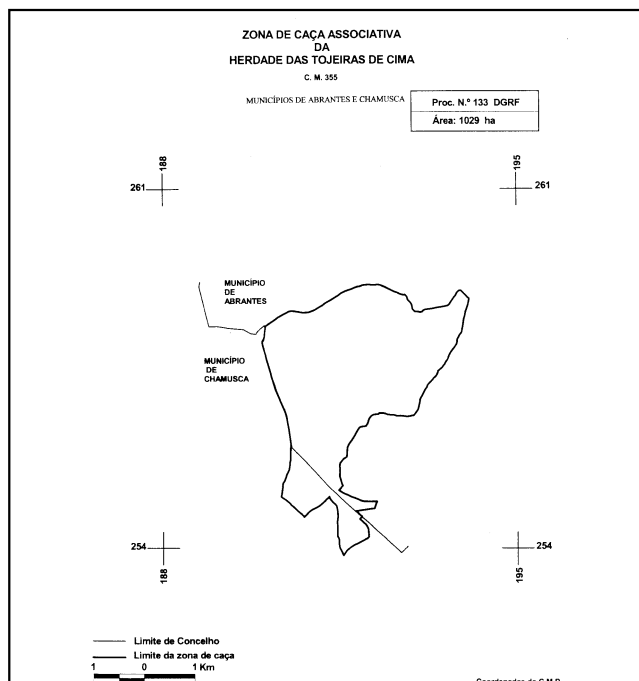 ZONA DE CAÇA ASSOCIATIVA
DA
HERDADE DAS TOJEIRAS DE CIMA
C. M. 355
MUNICÍPIOS DE ABRANTES E CHAMUSCA
Proc. N.º 133 DGRF
Área: 1029 ha
188
195
261
261
MUNICÍPIO
DE
ABRANTES
MUNICÍPIO
DE
CHAMUSCA
254
254
188
195
Limite de Concelho
Limite da zona de caça
1 0 1 Km